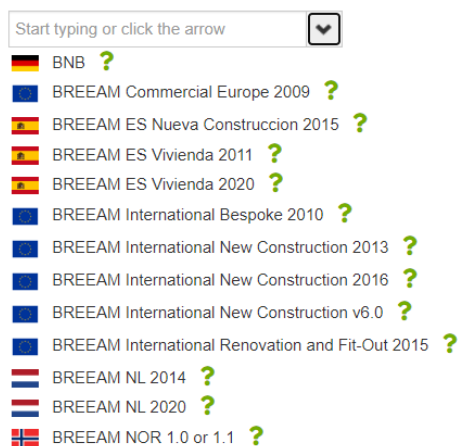 Start typing or click the arrow
BNB ?
BREEAM Commercial Europe 2009 ?
BREEAM ES Nueva Construccion 2015 ?
BREEAM ES Vivienda 2011 ?
BREEAM ES Vivienda 2020 ?
BREEAM International Bespoke 2010 ?
BREEAM International New Construction 2013 ?
BREEAM International New Construction 2016 ?
BREEAM International New Construction v6.0 ?
BREEAM International Renovation and Fit-Out 2015 ?
BREEAM NL 2014 ?
BREEAM NL 2020 ?
BREEAM NOR 1.0 or 1.1 ?